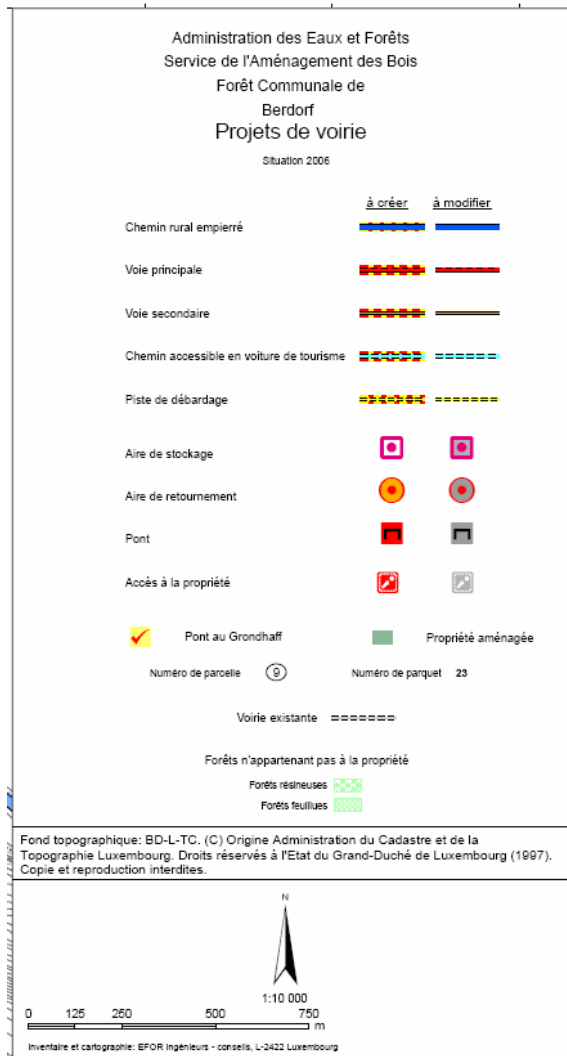 Administration des Eaux et Forêts
Service de l'Aménagement des Bois
Forêt Communale de
Berdorf
Projets de voirie
Situation 2006
à créer à modifier
Chemin rural empierré
Voie principale
Voie secondaire
Chemin accessible en voiture de tourisme
Piste de débardage
Aire de stockage
Aire de retournement
Pont
Accès à la propriété
Pont au Grondhaff Propriété aménagée
Numéro de parcelle 9 Numéro de parquet 23
Voirie existante
Forêts n'appartenant pas à la propriété
Forêts résineuses
Forêts feuillues
Fond topographique: BD-L-TC. (C) Origine Administration du Cadastre et de la
Topographie Luxembourg. Droits réservés à l'Etat du Grand-Duché de Luxembourg (1997).
Copie et reproduction interdites.
N
1:10 000
0 125 250 500 750
m
Inventaire et cartographie: EFOR Ingénieurs - conseils, L-2422 Luxembourg